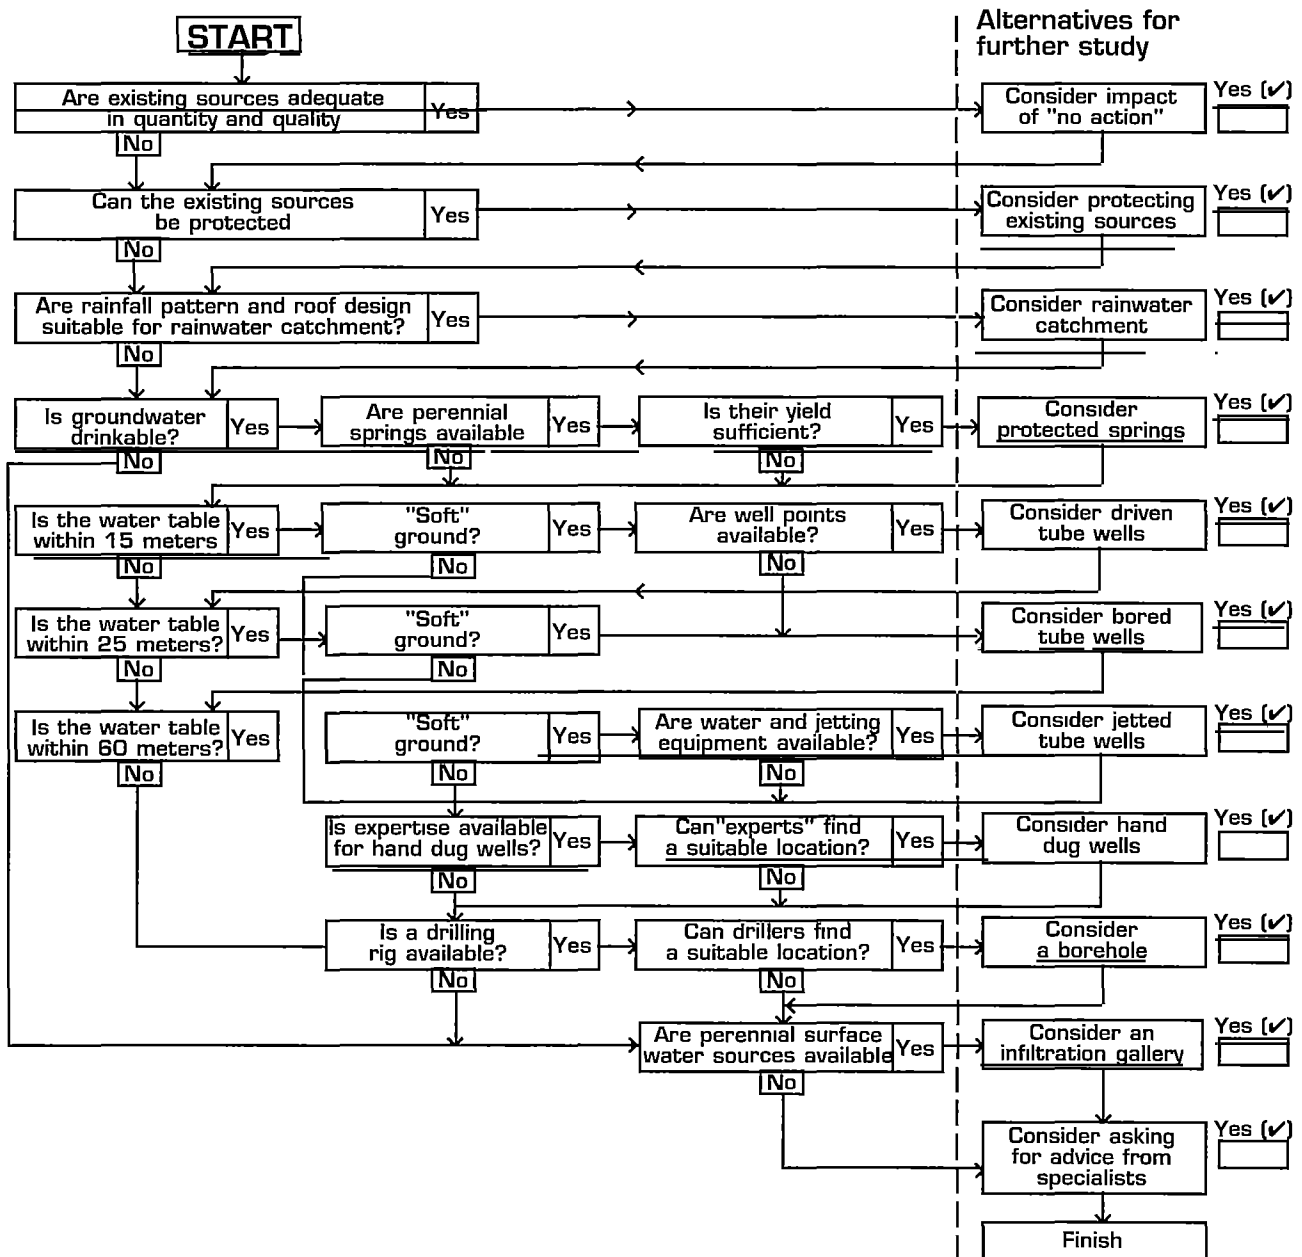 START
Alternatives for
further study
Are existing sources adequate
in quantity and quality
Yes
No
Consider impact
of "no action"
Yes (✔)
Can the existing sources
be protected
Yes
No
Consider protecting
existing sources
Yes (✔)
Are rainfall pattern and roof design
suitable for rainwater catchment?
Yes
No
Consider rainwater
catchment
Yes (✔)
Is groundwater
drinkable?
Yes
No
Are perennial
springs available
Yes
No
Is their yield
sufficient?
Yes
No
Consider
protected springs
Yes (✔)
Is the water table
within 15 meters
Yes
No
"Soft"
ground?
Yes
No
Are well points
available?
Yes
No
Consider driven
tube wells
Yes (✔)
Is the water table
within 25 meters?
Yes
No
"Soft"
ground?
Yes
No
Consider bored
tube wells
Yes (✔)
Is the water table
within 60 meters?
Yes
No
"Soft"
ground?
Yes
No
Are water and jetting
equipment available?
Yes
No
Consider jetted
tube wells
Yes (✔)
Is expertise available
for hand dug wells?
Yes
No
Can"experts" find
a suitable location?
Yes
No
Consider hand
dug wells
Yes (✔)
Is a drilling
rig available?
Yes
No
Can drillers find
a suitable location?
Yes
No
Consider
a borehole
Yes (✔)
Are perennial surface
water sources available
Yes
No
Consider an
infiltration gallery
Yes (✔)
Consider asking
for advice from
specialists
Yes (✔)
Finish